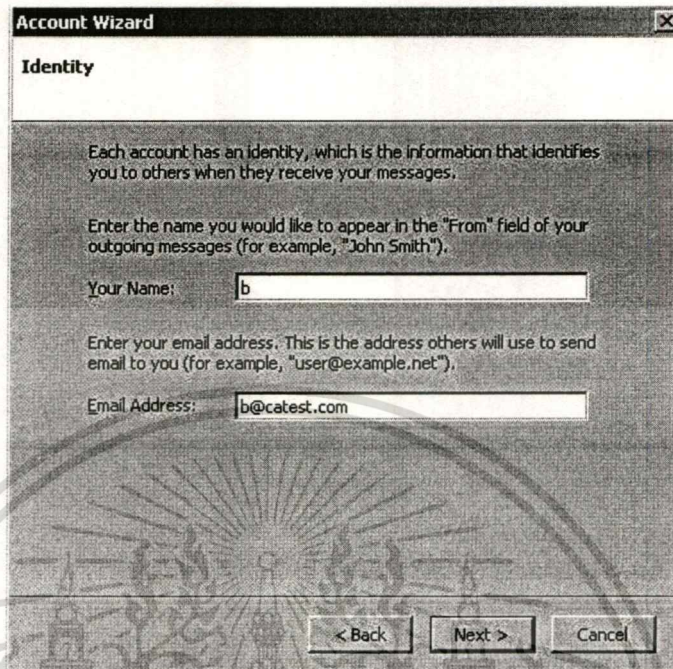 Account Wizard
Identity
Each account has an identity, which is the information that identifies
you to others when they receive your messages.
Enter the name you would like to appear in the "From" field of your
outgoing messages (for example, "John Smith").
Your Name: b
Enter your email address. This is the address others will use to send
email to you (for example, "user@example.net").
Email Address: b@catest.com
< Back Next > Cancel